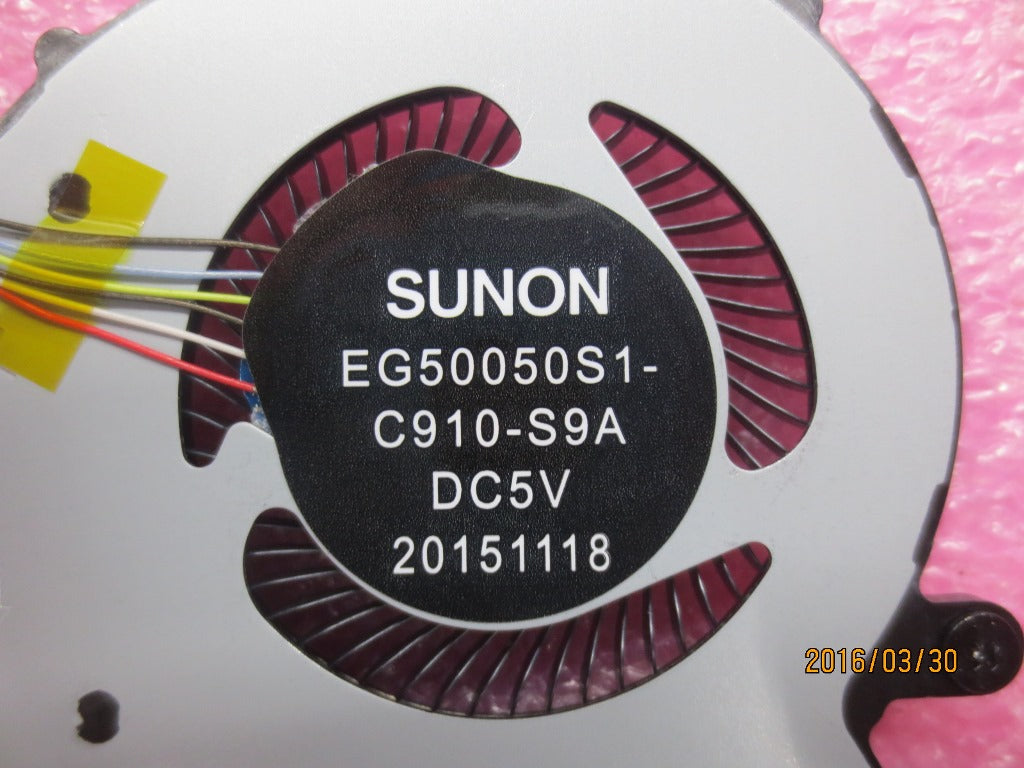 SUNON
EG50050S1-
C910-S9A
DC5V
20151118
2016/03/30